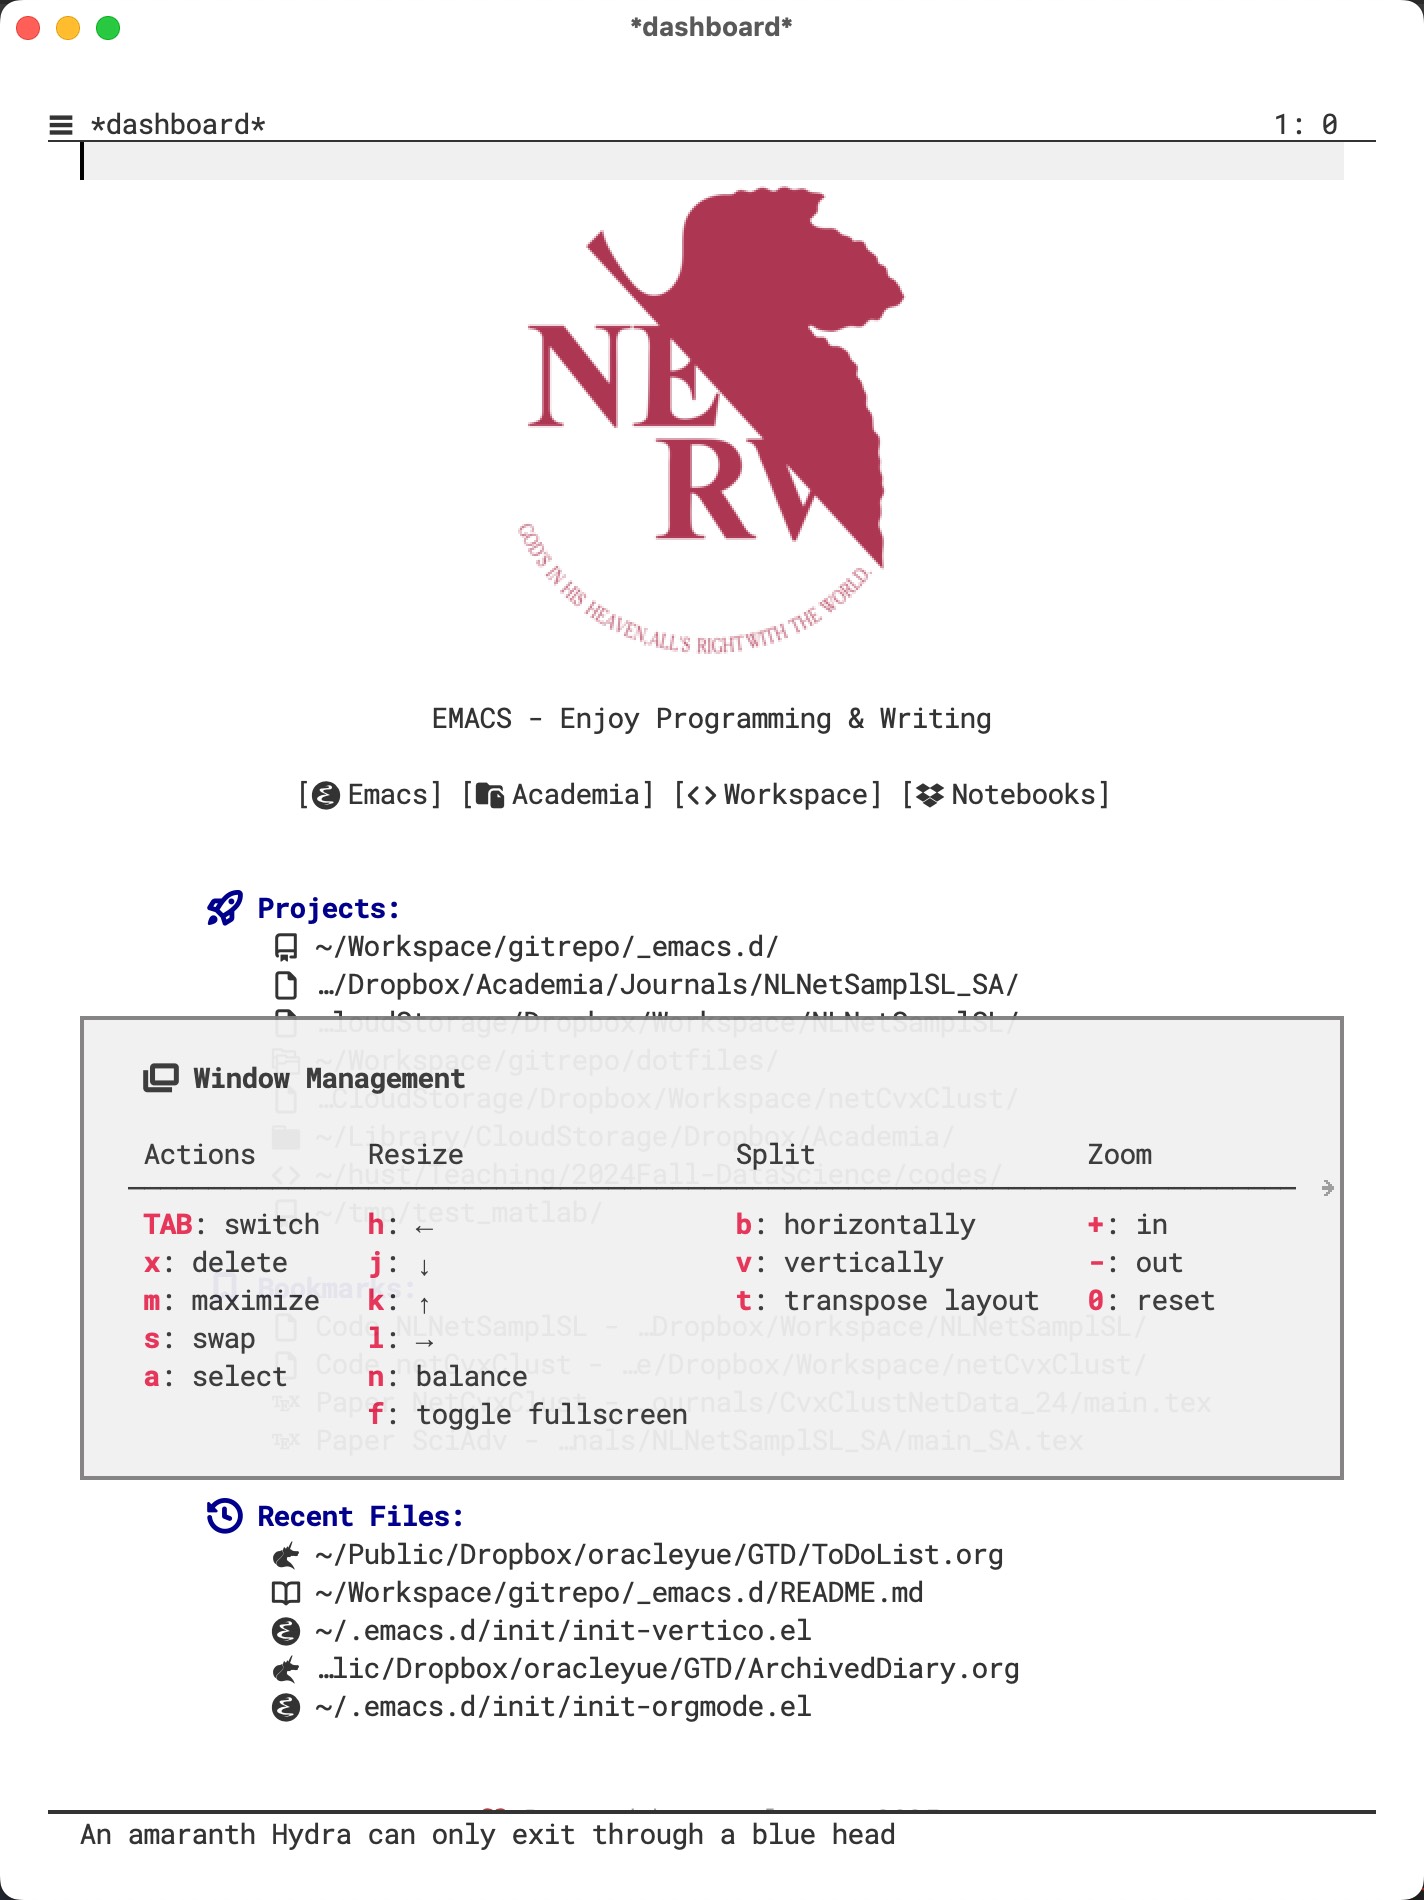 *dashboard*
*dashboard* 1: 0
NERV
GOD'S IN HIS HEAVEN, ALL'S RIGHT WITH THE WORLD.
EMACS - Enjoy Programming & Writing
[Emacs] [Academia] [Workspace] [Notebooks]
Projects:
~/Workspace/gitrepo/_emacs.d/
…/Dropbox/Academia/Journals/NLNetSamplSL_SA/
…loudStorage/Dropbox/Workspace/NLNetSamplSL/
~/Workspace/gitrepo/dotfiles/
Window Management
…CloudStorage/Dropbox/Workspace/netCvxClust/
~/Library/CloudStorage/Dropbox/Academia/
Actions Resize Split Zoom
~/hust/Teaching/2024Fall-DataScience/codes/
~/tmp/test_matlab/
TAB: switch h: ← b: horizontally +: in
x: delete j: ↓ v: vertically -: out
Bookmarks:
m: maximize k: ↑ t: transpose layout 0: reset
Code NLNetSamplSL - …Dropbox/Workspace/NLNetSamplSL/
s: swap l: →
Code netCvxClust - …e/Dropbox/Workspace/netCvxClust/
a: select n: balance
Paper NetCvxClust - …ournals/CvxClustNetData_24/main.tex
f: toggle fullscreen
Paper SciAdv - …nals/NLNetSamplSL_SA/main_SA.tex
Recent Files:
~/Public/Dropbox/oracleyue/GTD/ToDoList.org
~/Workspace/gitrepo/_emacs.d/README.md
~/.emacs.d/init/init-vertico.el
…lic/Dropbox/oracleyue/GTD/ArchivedDiary.org
~/.emacs.d/init/init-orgmode.el
An amaranth Hydra can only exit through a blue head